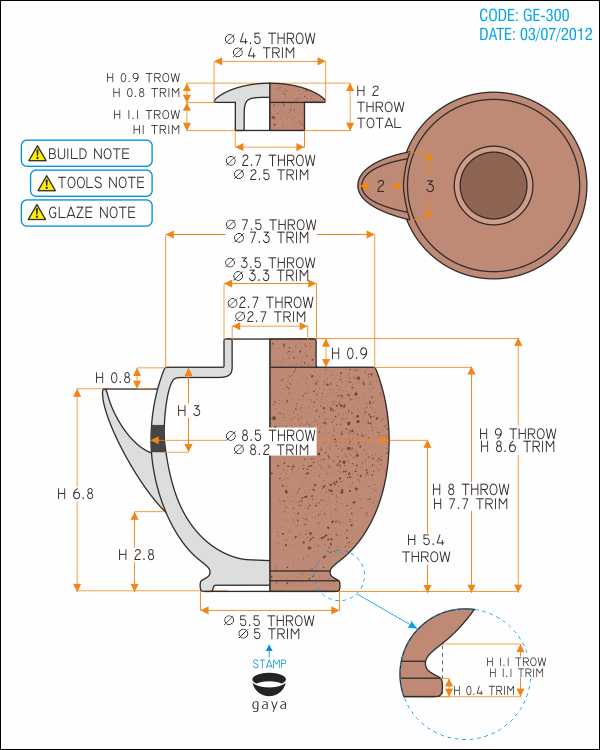 CODE: GE-300
DATE: 03/07/2012
Ø 4.5 THROW
Ø 4 TRIM
H 0.9 TROW
H 0.8 TRIM
H 1.1 TROW
H1 TRIM
H 2
THROW
TOTAL
Ø 2.7 THROW
Ø 2.5 TRIM
BUILD NOTE
TOOLS NOTE
GLAZE NOTE
2
3
Ø 7.5 THROW
Ø 7.3 TRIM
Ø 3.5 THROW
Ø 3.3 TRIM
Ø2.7 THROW
Ø2.7 TRIM
H 0.9
H 0.8
H 3
Ø 8.5 THROW
Ø 8.2 TRIM
H 9 THROW
H 8.6 TRIM
H 6.8
H 8 THROW
H 7.7 TRIM
H 5.4
THROW
H 2.8
Ø 5.5 THROW
Ø 5 TRIM
STAMP
gaya
H 1.1 TROW
H 1.1 TRIM
H 0.4 TRIM